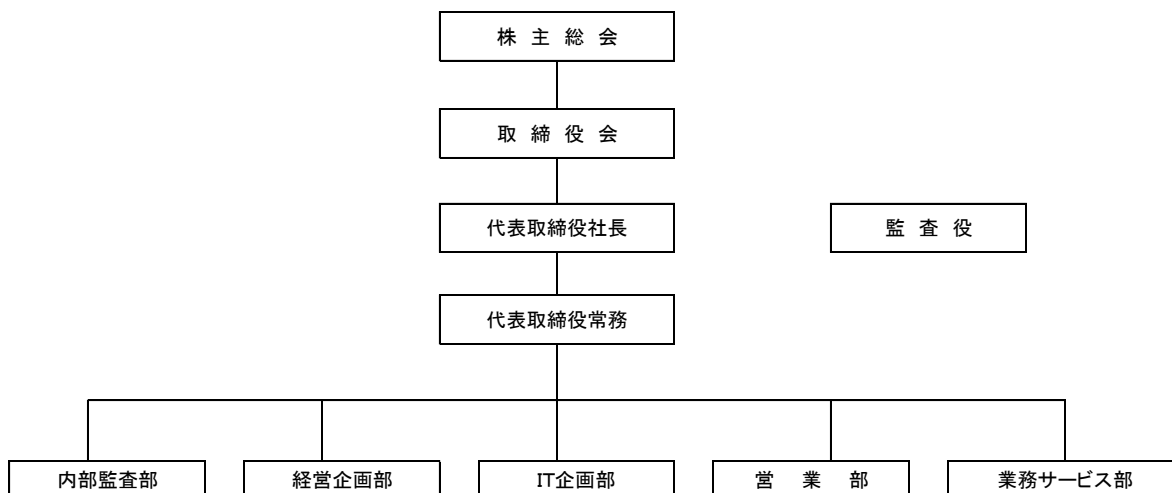 株 主 総 会
取 締 役 会
代表取締役社長
監 査 役
代表取締役常務
内部監査部
経営企画部
IT企画部
営 業 部
業務サービス部